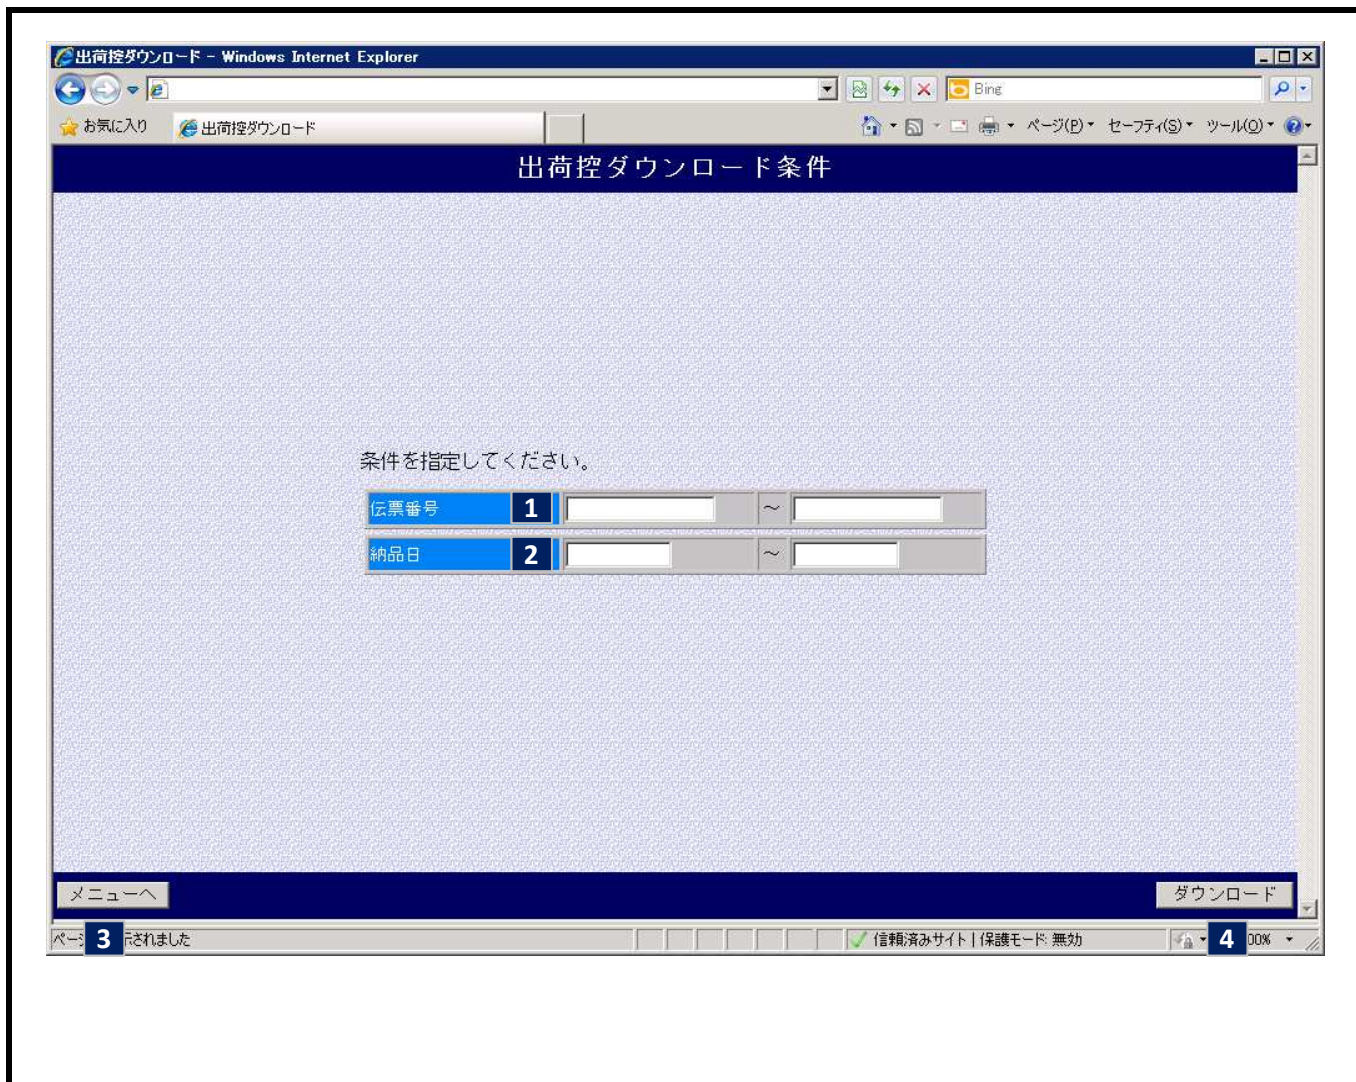 出荷控ダウンロード - Windows Internet Explorer
Bing
お気に入り 出荷控ダウンロード ページ(P) セーフティ(S) ツール(O)
出荷控ダウンロード条件
条件を指定してください。
伝票番号 1 ～
納品日 2 ～
メニューへ ダウンロード
ペー 3 示されました 信頼済みサイト | 保護モード: 無効 4 00%